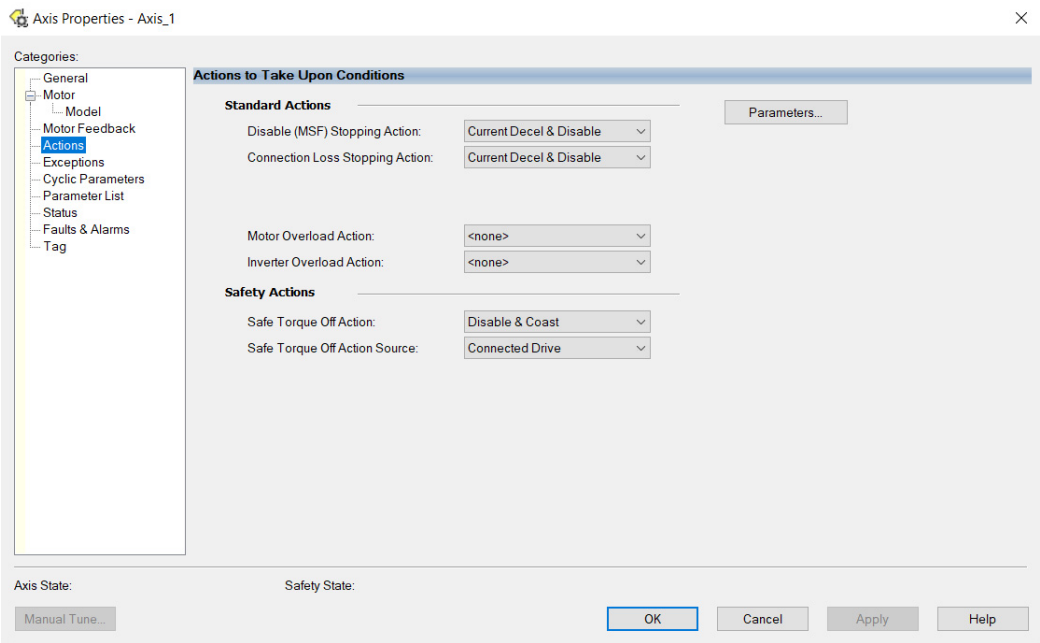 Axis Properties - Axis_1
Categories:
General
Motor
Model
Motor Feedback
Actions
Exceptions
Cyclic Parameters
Parameter List
Status
Faults & Alarms
Tag
Actions to Take Upon Conditions
Standard Actions
Parameters...
Disable (MSF) Stopping Action: Current Decel & Disable
Connection Loss Stopping Action: Current Decel & Disable
Motor Overload Action: <none>
Inverter Overload Action: <none>
Safety Actions
Safe Torque Off Action: Disable & Coast
Safe Torque Off Action Source: Connected Drive
Axis State: Safety State:
Manual Tune... OK Cancel Apply Help